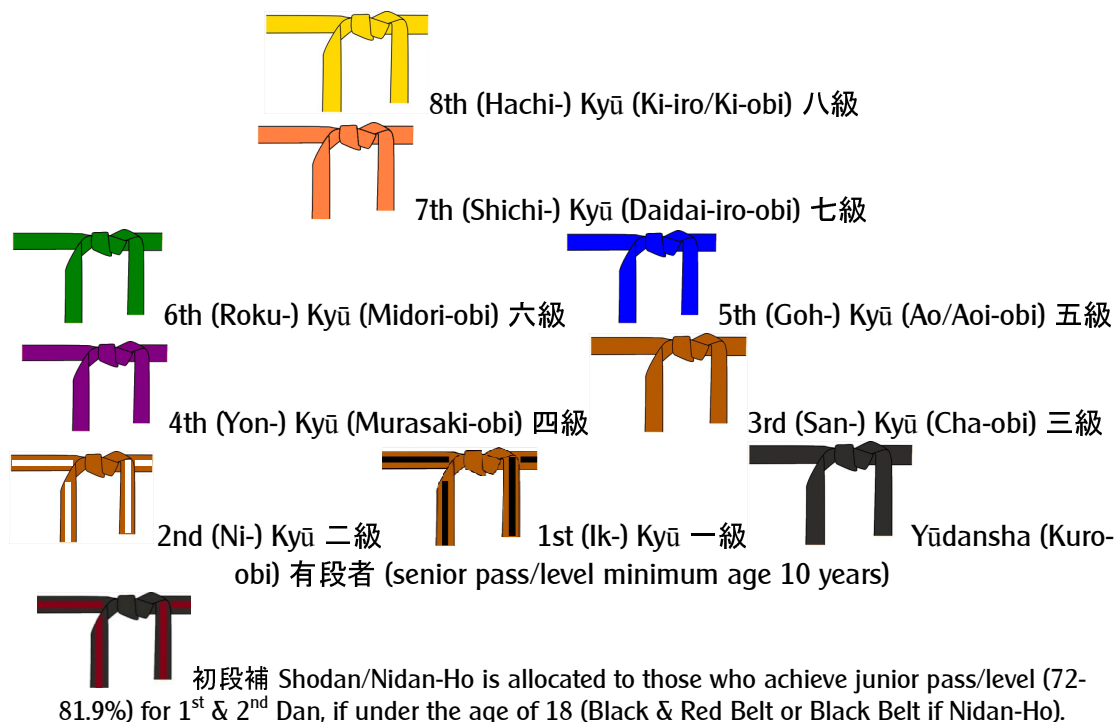 8th (Hachi-) Kyū (Ki-iro/Ki-obi) 八級
7th (Shichi-) Kyū (Daidai-iro-obi) 七級
6th (Roku-) Kyū (Midori-obi) 六級 5th (Goh-) Kyū (Ao/Aoi-obi) 五級
4th (Yon-) Kyū (Murasaki-obi) 四級 3rd (San-) Kyū (Cha-obi) 三級
2nd (Ni-) Kyū 二級 1st (Ik-) Kyū 一級 Yūdansha (Kuro-
obi) 有段者 (senior pass/level minimum age 10 years)
初段補 Shodan/Nidan-Ho is allocated to those who achieve junior pass/level (72-
81.9%) for 1st & 2nd Dan, if under the age of 18 (Black & Red Belt or Black Belt if Nidan-Ho).